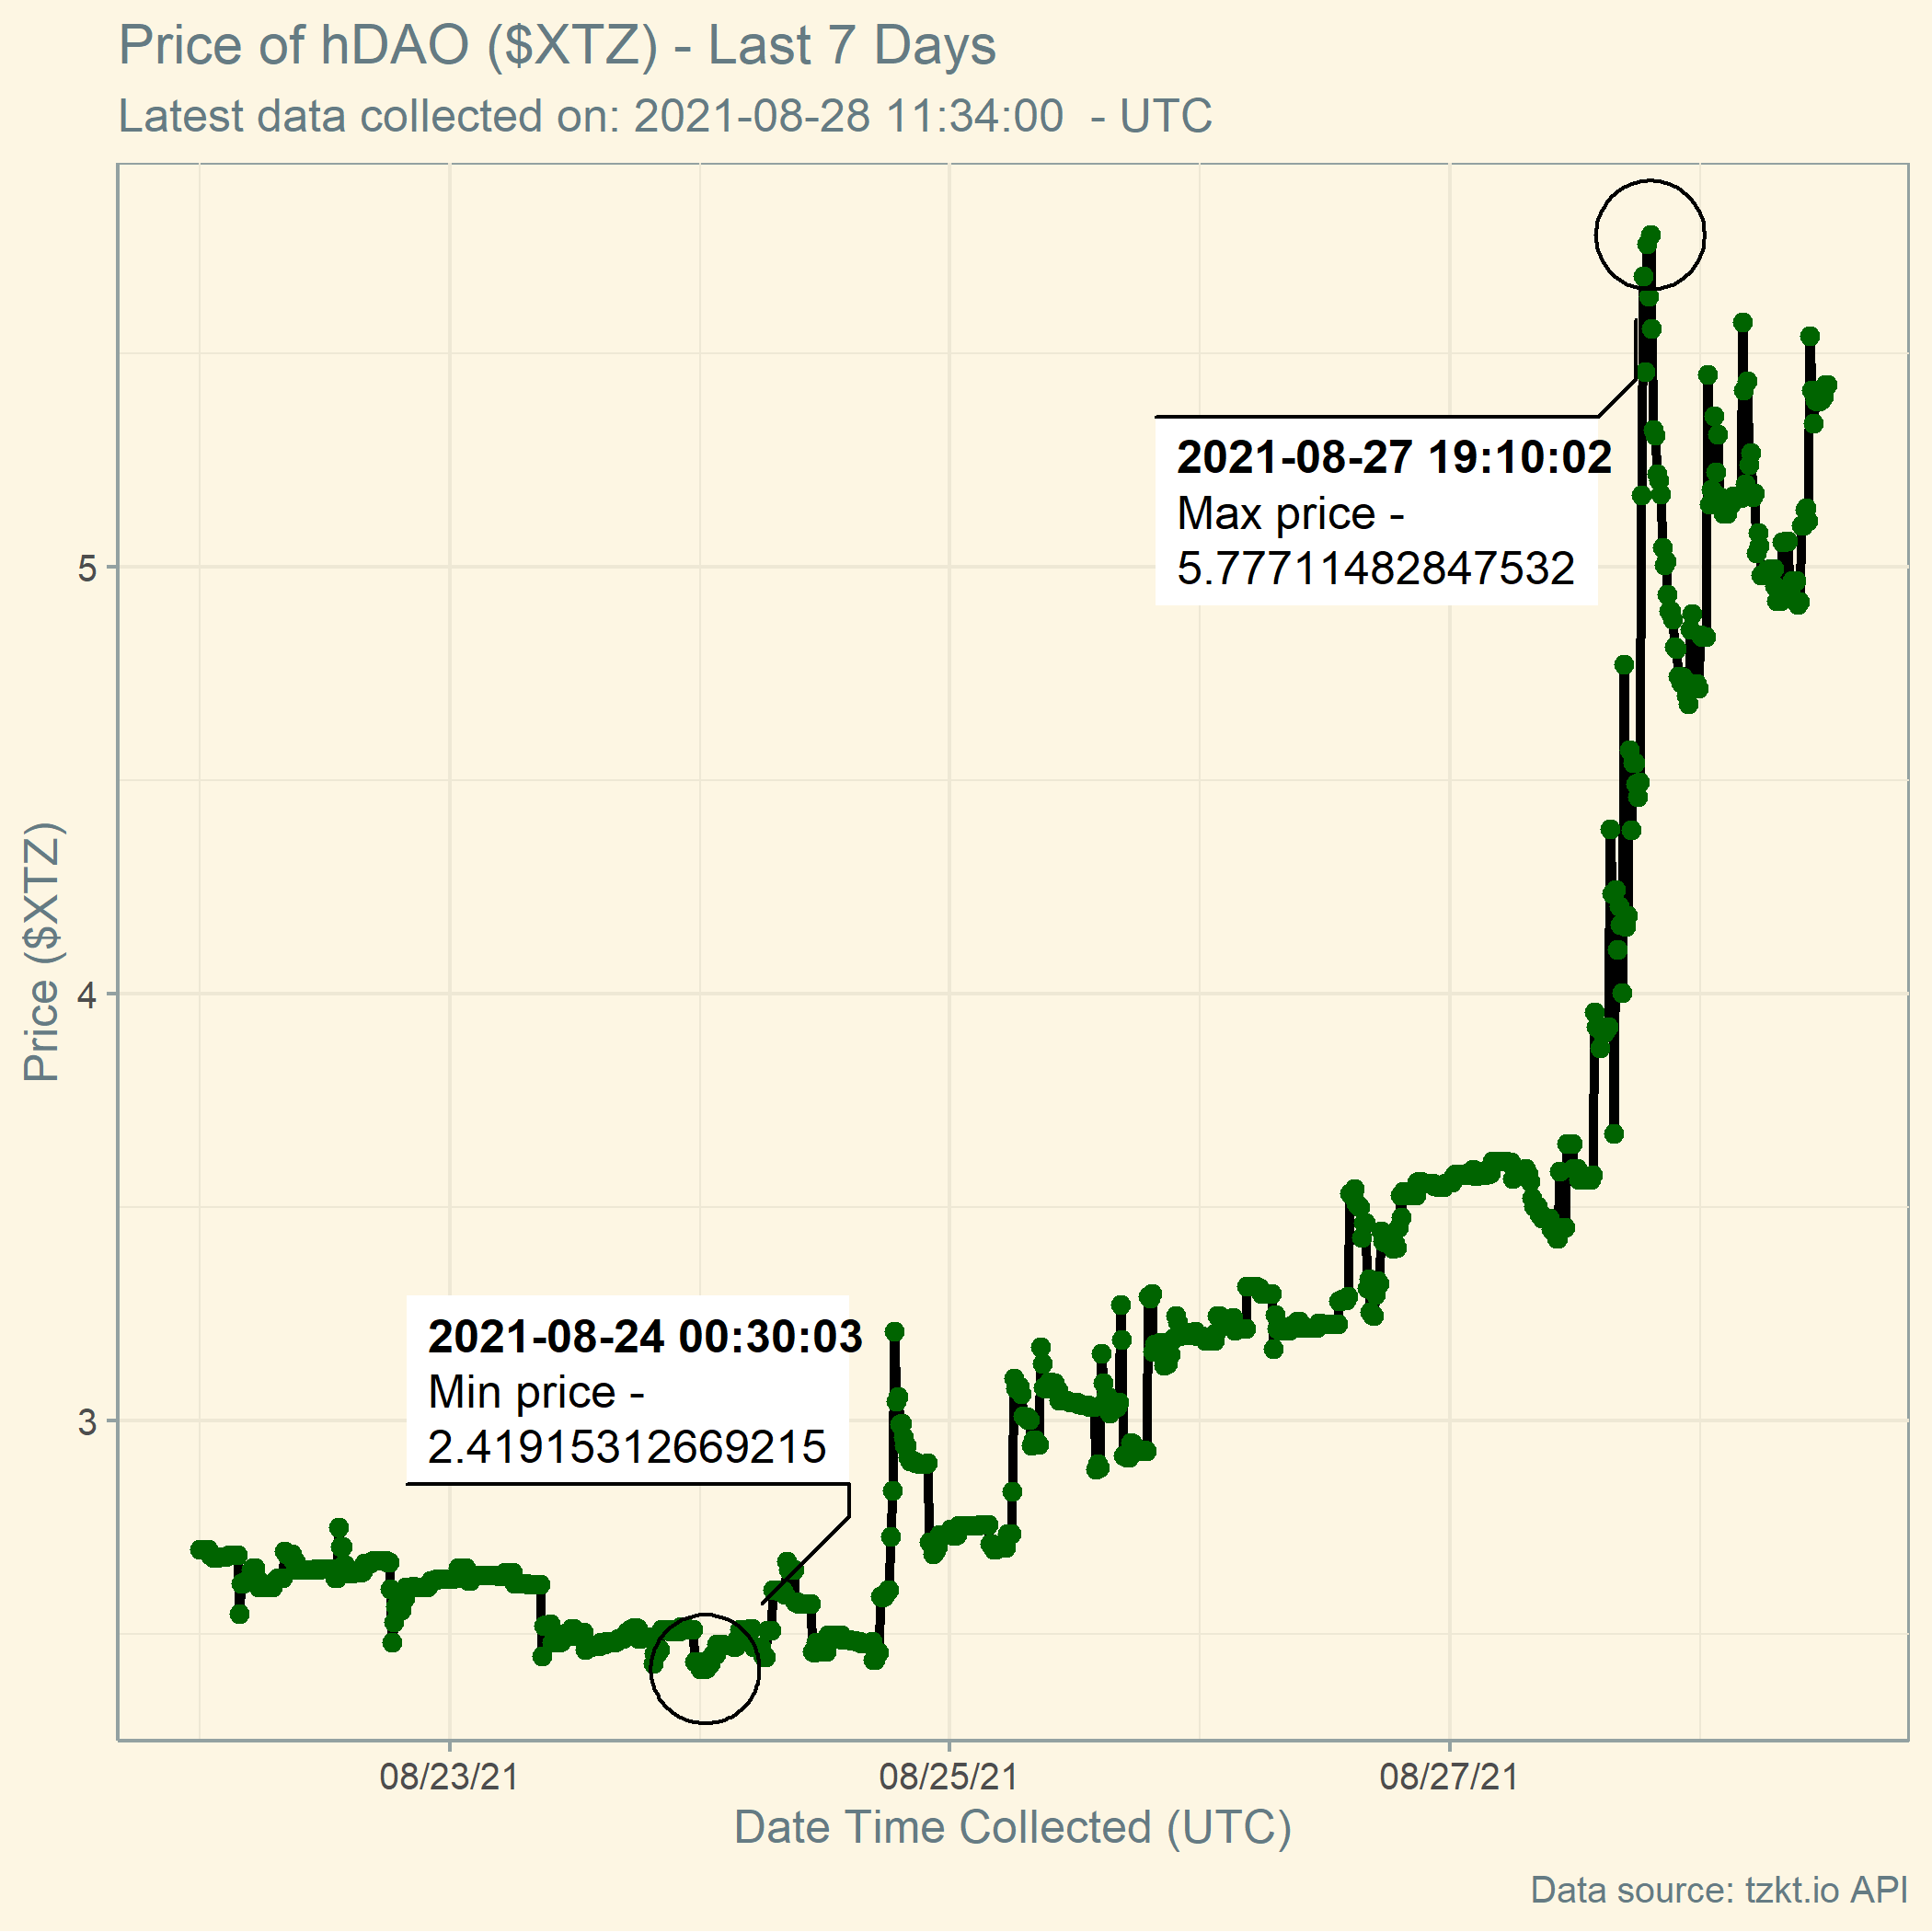 Price of hDAO ($XTZ) - Last 7 Days
Latest data collected on: 2021-08-28 11:34:00  - UTC
2021-08-27 19:10:02
Max price -
5.77711482847532
5
4
3
Price ($XTZ)
2021-08-24 00:30:03
Min price -
2.41915312669215
08/23/21
08/25/21
08/27/21
Date Time Collected (UTC)
Data source: tzkt.io API